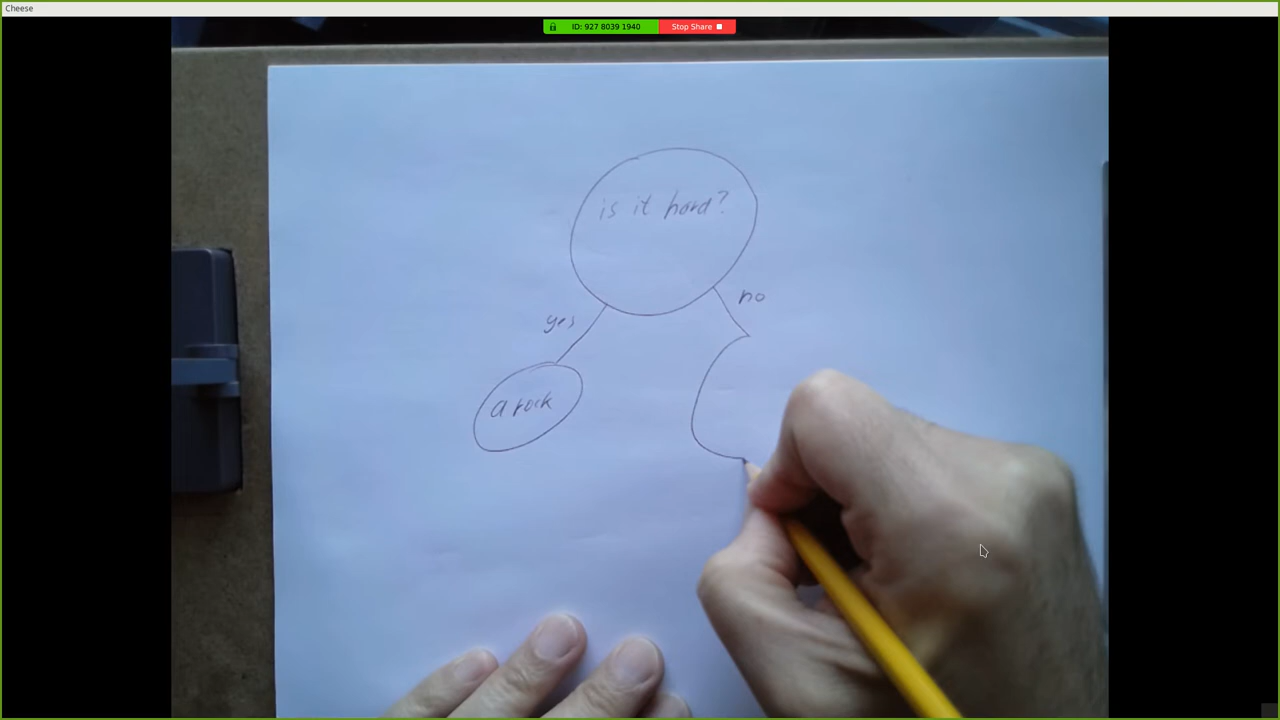 Cheese
ID: 927 8039 1940 Stop Share
is it hard?
no
yes
a rock